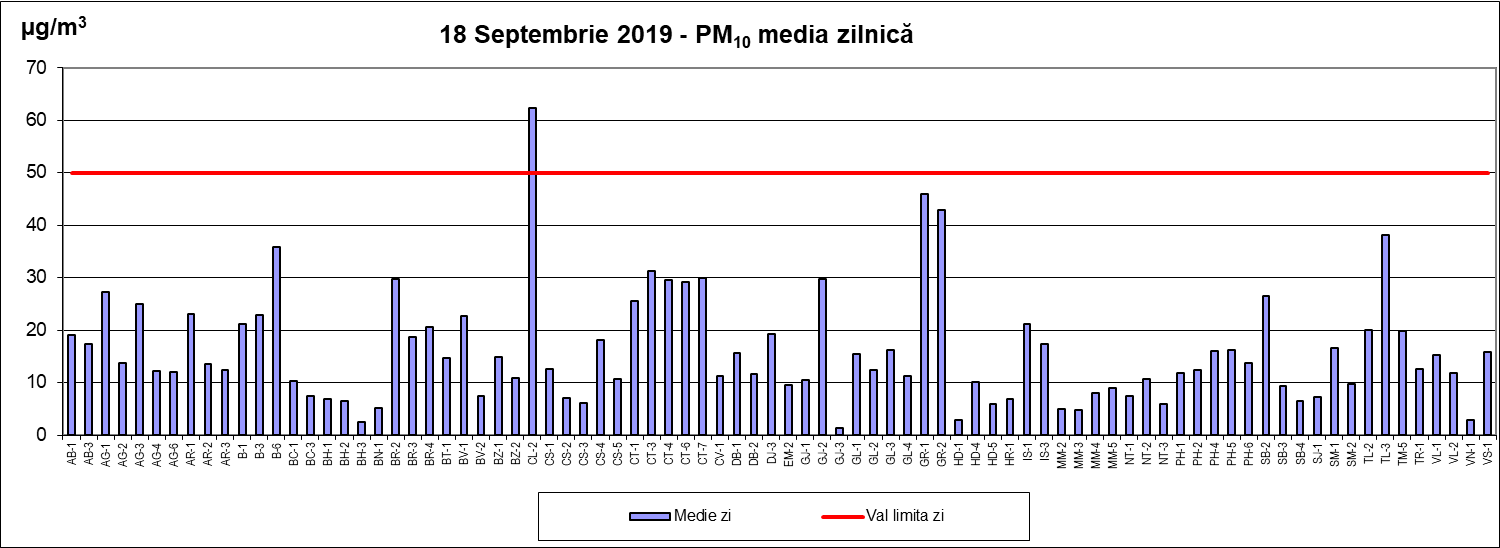 µg/m³
18 Septembrie 2019 - PM₁₀ media zilnică
70
60
50
40
30
20
10
0
AB-1 AB-3 AG-1 AG-2 AG-3 AG-4 AG-6 AR-1 AR-2 AR-3 B-1 B-3 B-6 BC-1 BC-3 BH-1 BH-2 BH-3 BN-1 BR-2 BR-3 BR-4 BT-1 BV-1 BV-2 BZ-1 BZ-2 CL-2 CS-1 CS-2 CS-3 CS-4 CS-5 CT-1 CT-3 CT-4 CT-6 CT-7 CV-1 DB-1 DB-2 DJ-3 EM-2 GJ-1 GJ-2 GJ-3 GL-1 GL-2 GL-3 GL-4 GR-1 GR-2 HD-1 HD-4 HD-5 HR-1 IS-1 IS-3 MM-2 MM-3 MM-4 MM-5 NT-1 NT-2 NT-3 PH-1 PH-2 PH-4 PH-5 PH-6 SB-2 SB-3 SB-4 SJ-1 SM-1 SM-2 TL-2 TL-3 TM-5 TR-1 VL-1 VL-2 VN-1 VS-1
Medie zi Val limita zi